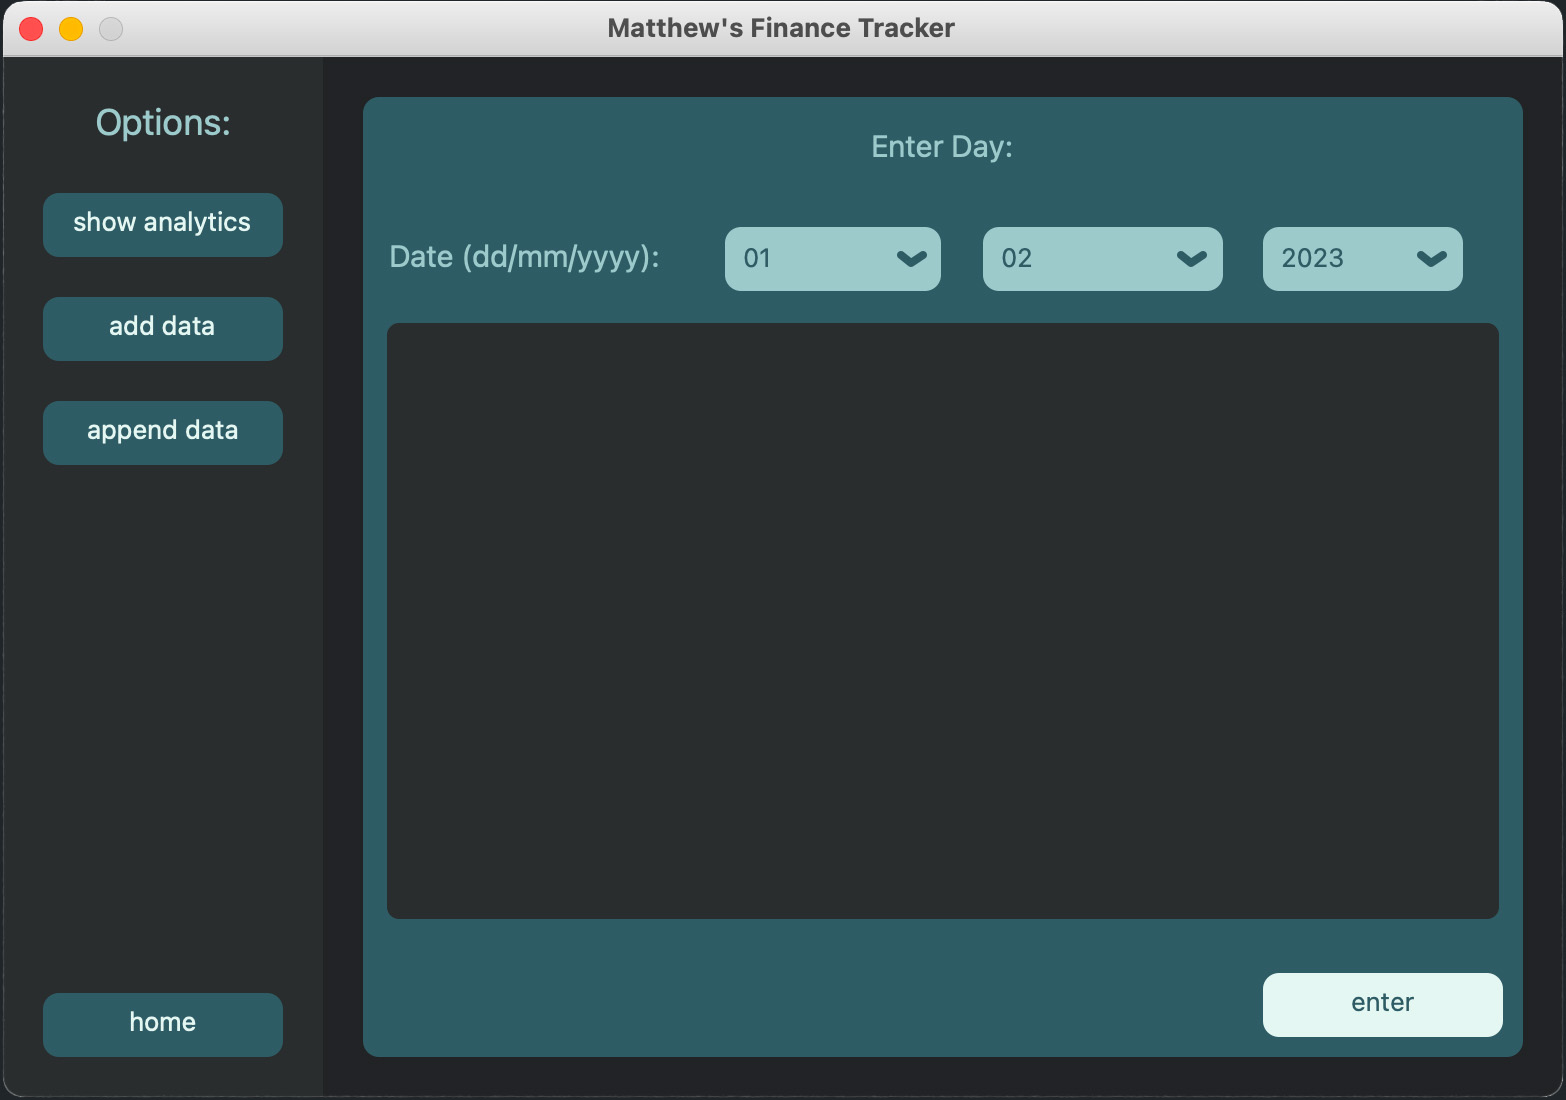 Matthew's Finance Tracker
Options:
show analytics
add data
append data
home
Enter Day:
Date (dd/mm/yyyy): 01 02 2023
enter